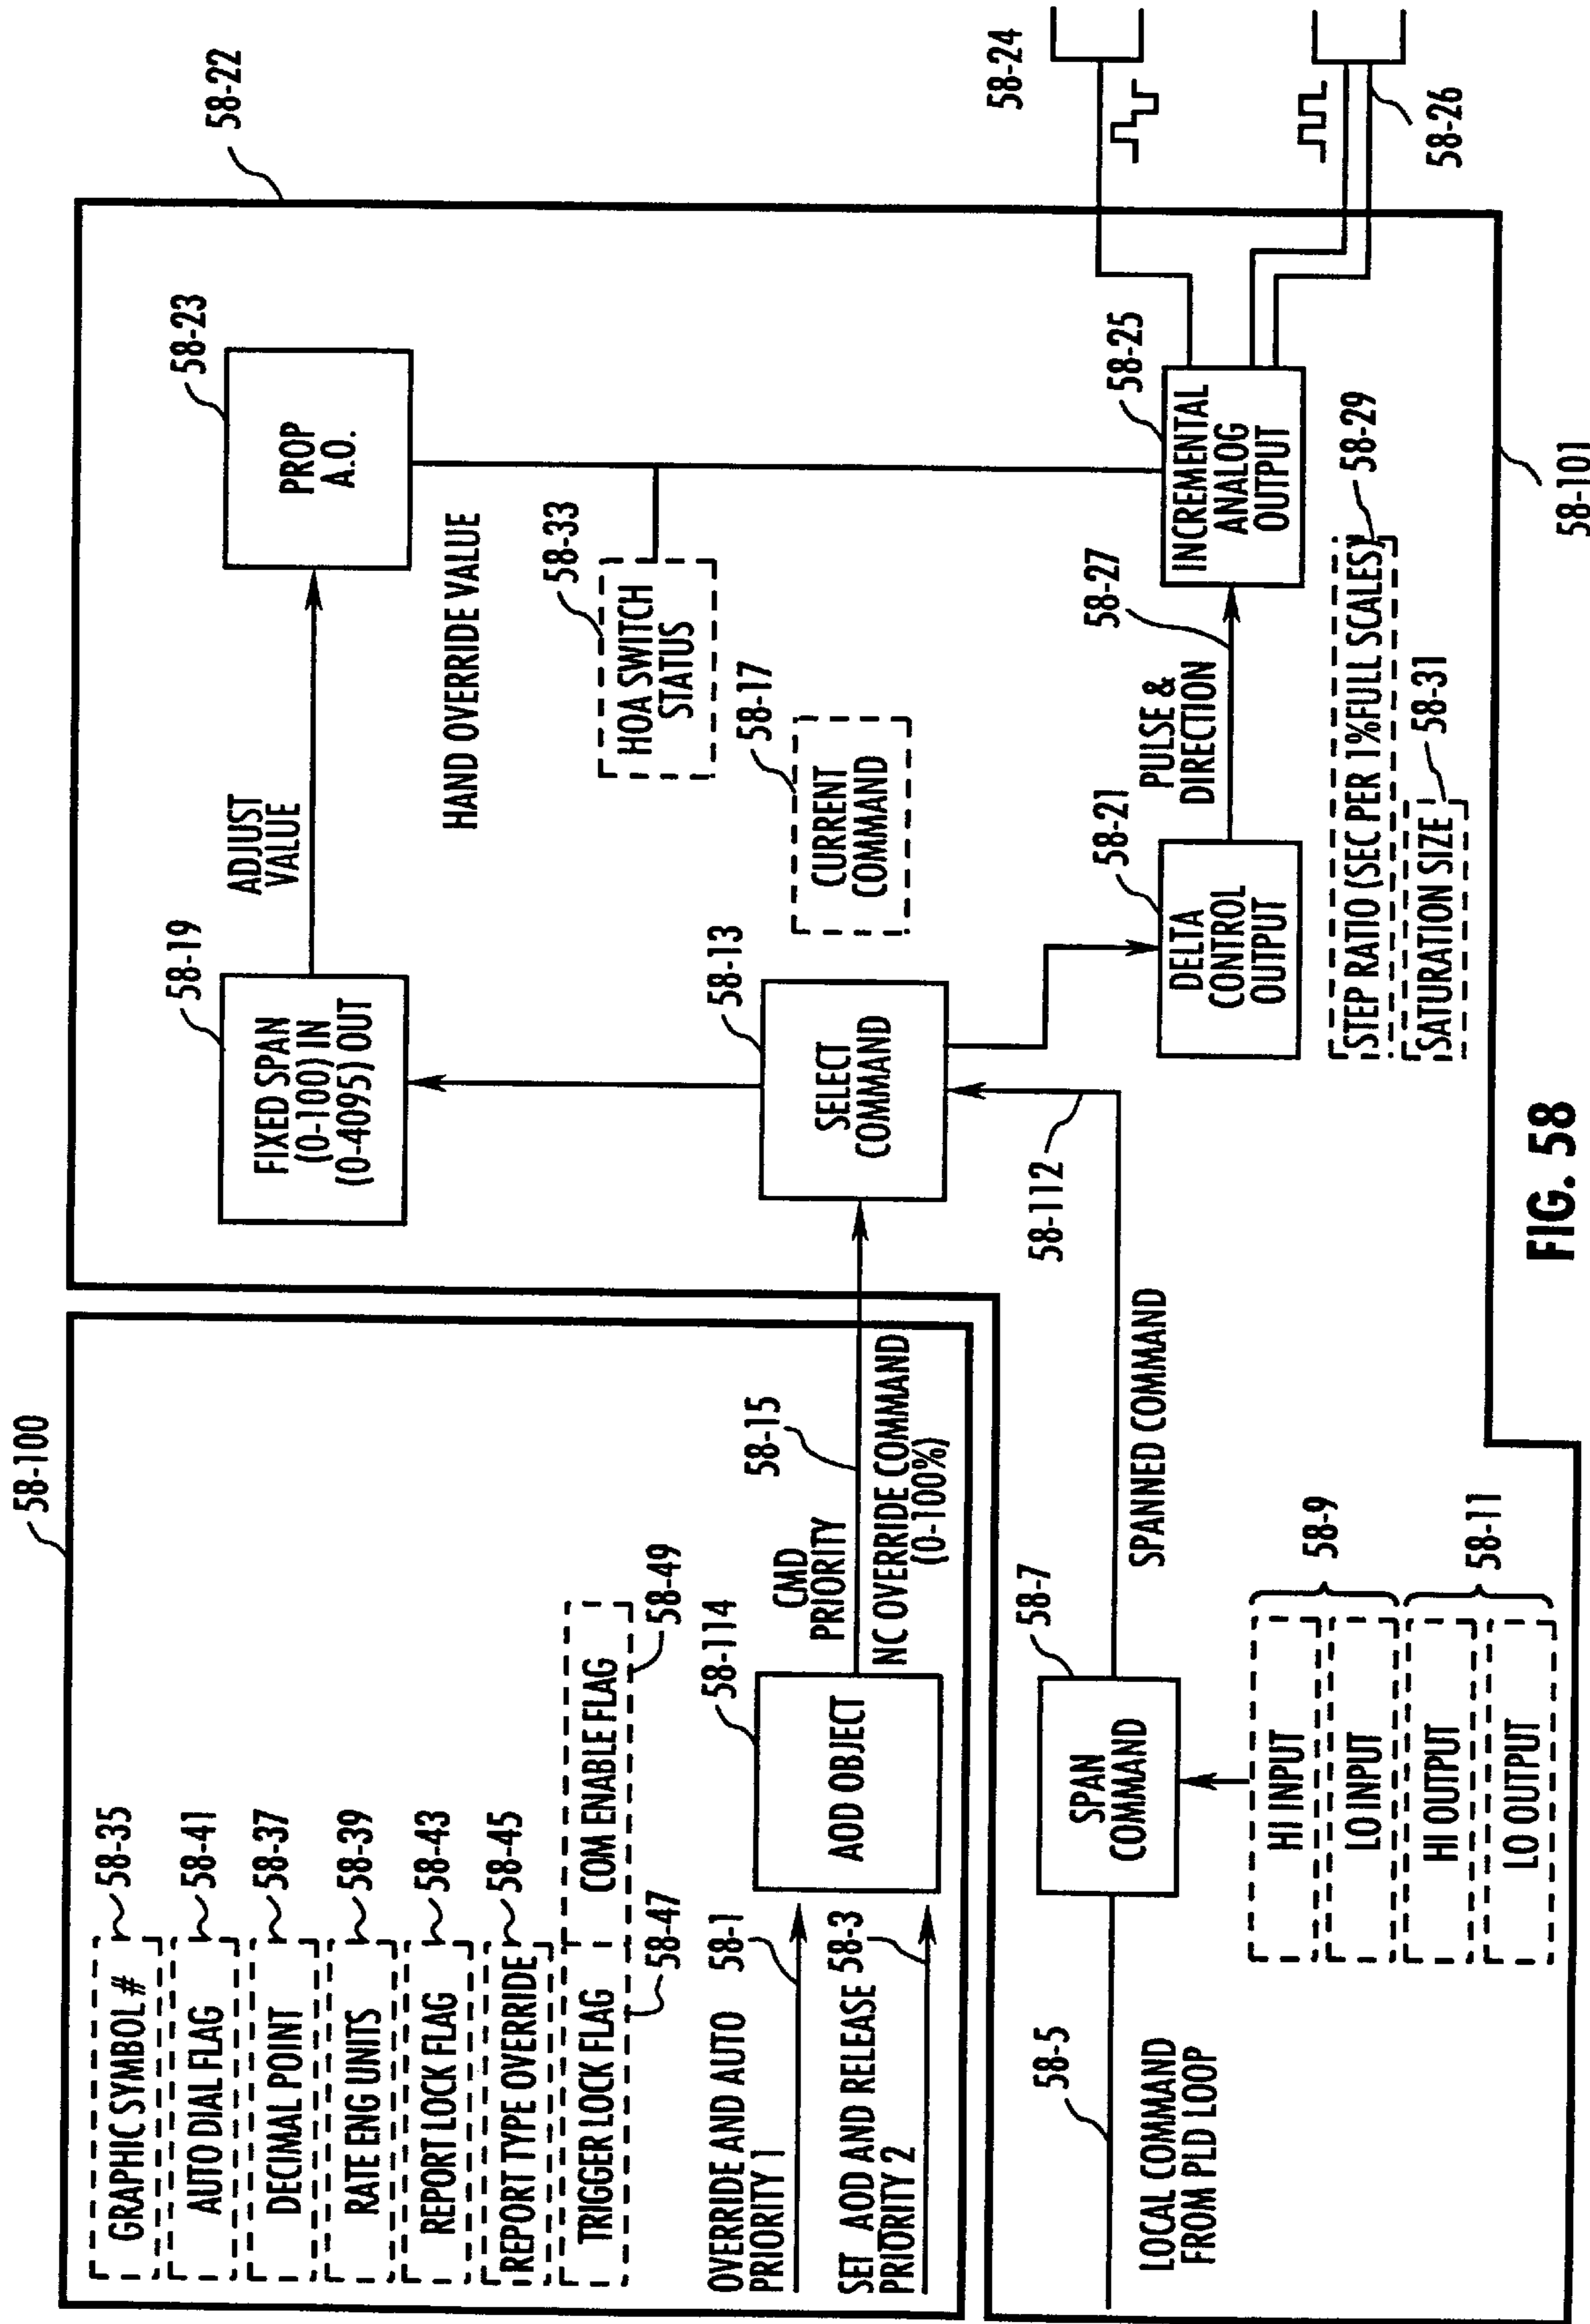 58-100
GRAPHIC SYMBOL #
58-35
AUTO DIAL FLAG
58-41
DECIMAL POINT
58-37
RATE ENG UNITS
58-39
REPORT LOCK FLAG
58-43
REPORT TYPE OVERRIDE
58-45
TRIGGER LOCK FLAG
COM ENABLE FLAG
58-47
58-49
OVERRIDE AND AUTO
PRIORITY 1
58-1
SET AOD AND RELEASE
PRIORITY 2
58-3
58-114
AOD OBJECT
CMD
PRIORITY
58-15
NC OVERRIDE COMMAND
(0-100%)
58-22
58-19
FIXED SPAN
(0-100) IN
(0-4095) OUT
ADJUST
VALUE
58-23
PROP
A.O.
HAND OVERRIDE VALUE
58-33
HOA SWITCH
STATUS
58-17
CURRENT
COMMAND
58-13
SELECT
COMMAND
58-112
58-21
DELTA
CONTROL
OUTPUT
PULSE &
DIRECTION
58-27
58-25
INCREMENTAL
ANALOG
OUTPUT
58-24
58-26
STEP RATIO (SEC PER 1%FULL SCALES)
58-29
SATURATION SIZE
58-31
58-101
58-5
LOCAL COMMAND
FROM PLD LOOP
58-7
SPAN
COMMAND
SPANNED COMMAND
HI INPUT
LO INPUT
58-9
HI OUTPUT
LO OUTPUT
58-11
FIG. 58